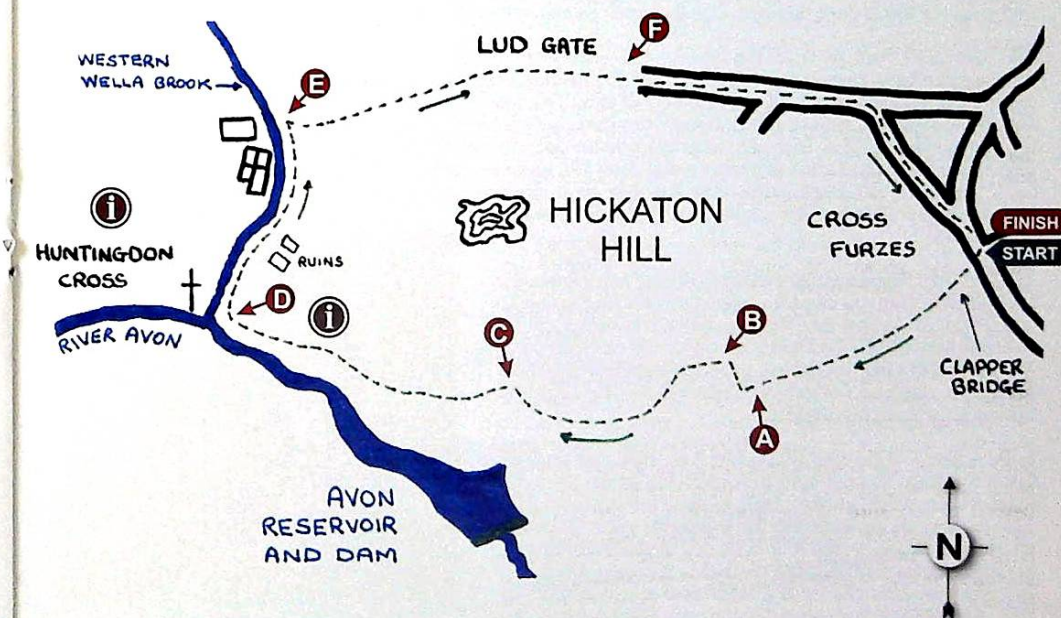 WESTERN
WELLA BROOK
E
LUD GATE
F
i
HUNTINGDON
CROSS
RUINS
HICKATON
HILL
CROSS
FURZES
FINISH
START
D
i
RIVER AVON
C
B
A
CLAPPER
BRIDGE
AVON
RESERVOIR
AND DAM
N